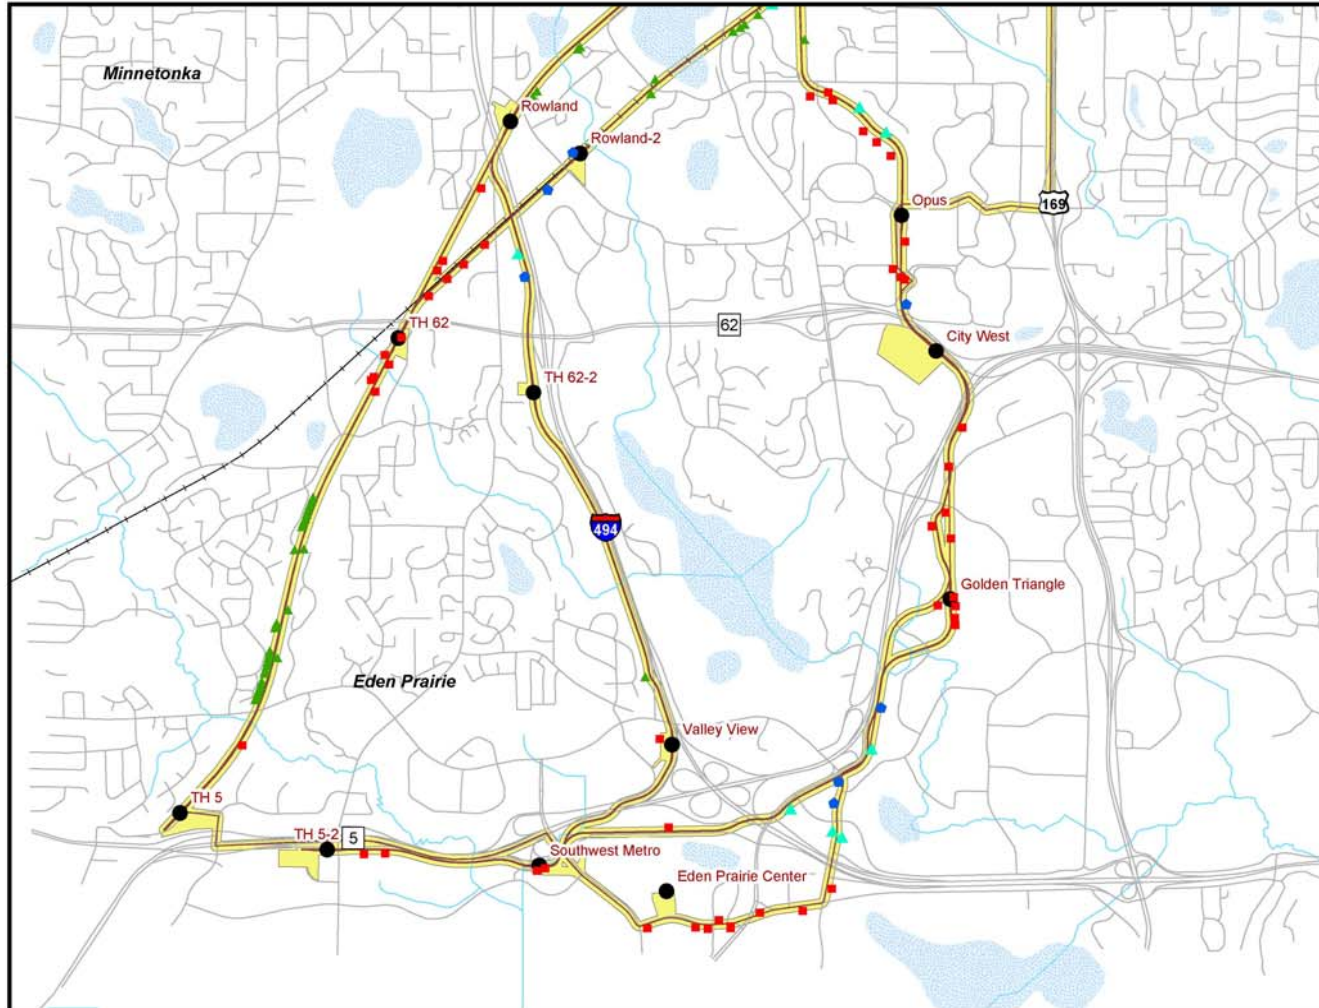 Minnetonka
Rowland
Rowland-2
Opus
169
TH 62
62
City West
TH 62-2
494
Golden Triangle
Eden Prairie
Valley View
TH 5
TH 5-2
5
Southwest Metro
Eden Prairie Center